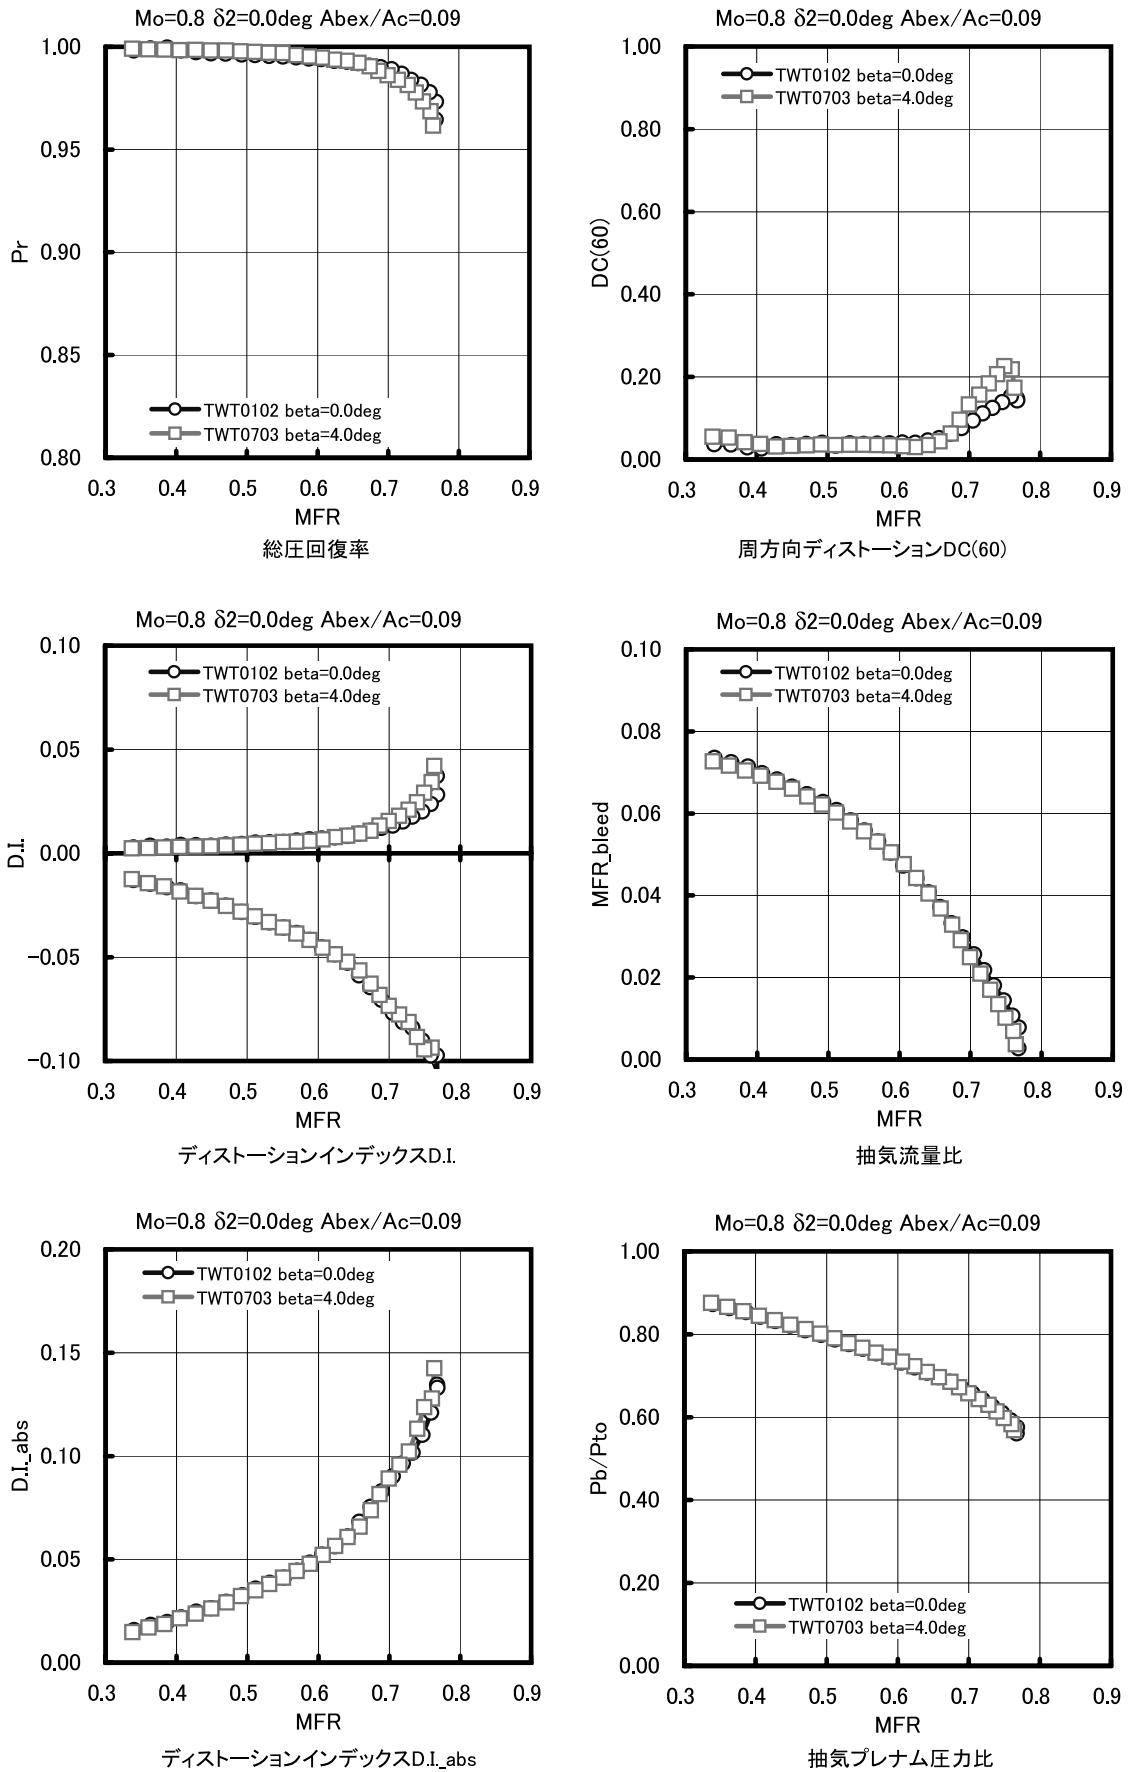 Mo=0.8 δ2=0.0deg Abex/Ac=0.09
1.00
0.95
0.90
0.85
0.80
Pr
TWT0102 beta=0.0deg
TWT0703 beta=4.0deg
0.3 0.4 0.5 0.6 0.7 0.8 0.9
MFR
総圧回復率
Mo=0.8 δ2=0.0deg Abex/Ac=0.09
1.00
0.80
0.60
0.40
0.20
0.00
DC(60)
TWT0102 beta=0.0deg
TWT0703 beta=4.0deg
0.3 0.4 0.5 0.6 0.7 0.8 0.9
MFR
周方向ディストーションDC(60)
Mo=0.8 δ2=0.0deg Abex/Ac=0.09
0.10
0.05
0.00
-0.05
-0.10
D.I.
TWT0102 beta=0.0deg
TWT0703 beta=4.0deg
0.3 0.4 0.5 0.6 0.7 0.8 0.9
MFR
ディストーションインデックスD.I.
Mo=0.8 δ2=0.0deg Abex/Ac=0.09
0.10
0.08
0.06
0.04
0.02
0.00
MFR_bleed
TWT0102 beta=0.0deg
TWT0703 beta=4.0deg
0.3 0.4 0.5 0.6 0.7 0.8 0.9
MFR
抽気流量比
Mo=0.8 δ2=0.0deg Abex/Ac=0.09
0.20
0.15
0.10
0.05
0.00
D.I._abs
TWT0102 beta=0.0deg
TWT0703 beta=4.0deg
0.3 0.4 0.5 0.6 0.7 0.8 0.9
MFR
ディストーションインデックスD.I._abs
Mo=0.8 δ2=0.0deg Abex/Ac=0.09
1.00
0.80
0.60
0.40
0.20
0.00
Pb/Pto
TWT0102 beta=0.0deg
TWT0703 beta=4.0deg
0.3 0.4 0.5 0.6 0.7 0.8 0.9
MFR
抽気プレナム圧力比